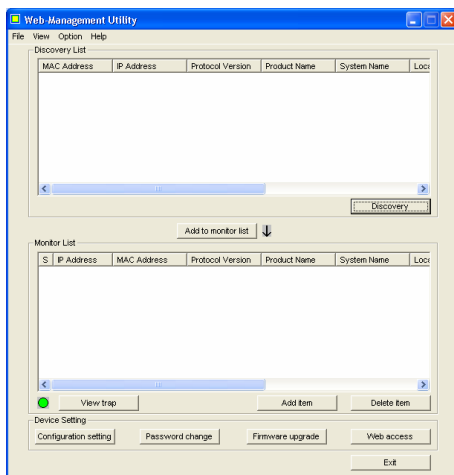 Web-Management Utility
File View Option Help
Discovery List
MAC Address IP Address Protocol Version Product Name System Name Loca
Discovery
Add to monitor list
Monitor List
S IP Address MAC Address Protocol Version Product Name System Name Loca
View trap Add item Delete item
Device Setting
Configuration setting Password change Firmware upgrade Web access
Exit